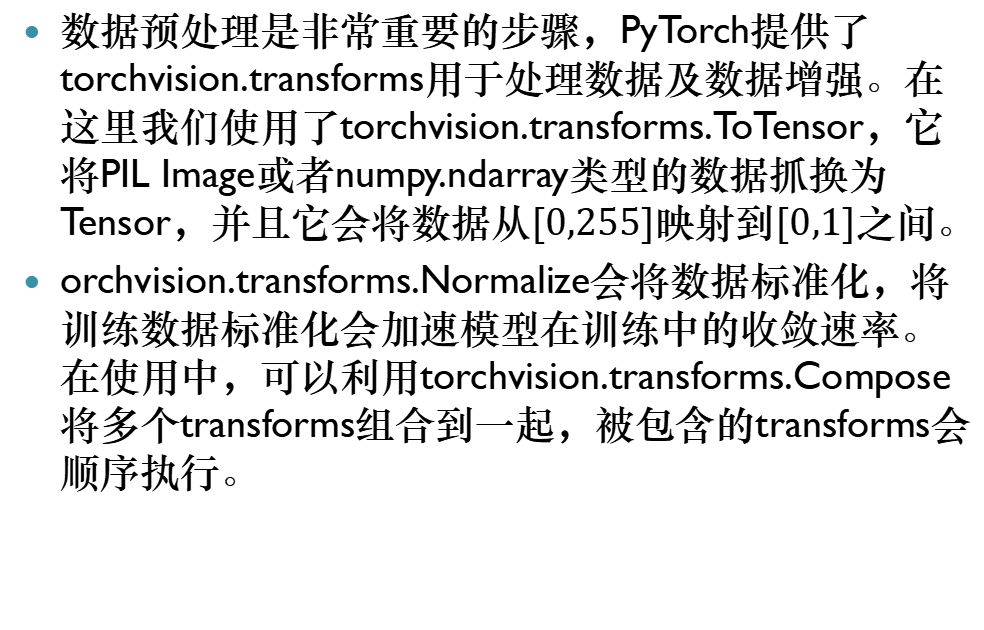 • 数据预处理是非常重要的步骤，PyTorch提供了
torchvision.transforms用于处理数据及数据增强。在
这里我们使用了torchvision.transforms.ToTensor，它
将PIL Image或者numpy.ndarray类型的数据抓换为
Tensor，并且它会将数据从[0,255]映射到[0,1]之间。
• orchvision.transforms.Normalize会将数据标准化，将
训练数据标准化会加速模型在训练中的收敛速率。
在使用中，可以利用torchvision.transforms.Compose
将多个transforms组合到一起，被包含的transforms会
顺序执行。